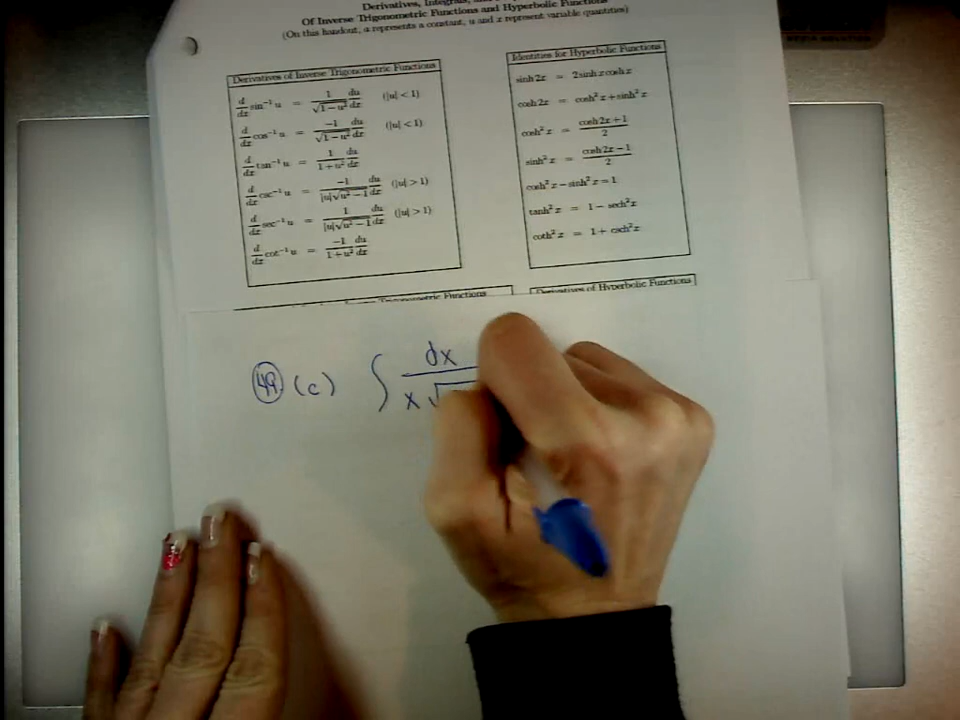 Derivatives, Integrals,
Of Inverse Trigonometric Functions and Hyperbolic Functions
(On this handout, a represents a constant, u and x represent variable quantities)
Derivatives of Inverse Trigonometric Functions
d/dx sin⁻¹ u = 1/√(1 − u²) du/dx (|u| < 1)
d/dx cos⁻¹ u = −1/√(1 − u²) du/dx (|u| < 1)
d/dx tan⁻¹ u = 1/(1 + u²) du/dx
d/dx csc⁻¹ u = −1/(|u|√(u² − 1)) du/dx (|u| > 1)
d/dx sec⁻¹ u = 1/(|u|√(u² − 1)) du/dx (|u| > 1)
d/dx cot⁻¹ u = −1/(1 + u²) du/dx
Identities for Hyperbolic Functions
sinh 2x = 2 sinh x cosh x
cosh 2x = cosh² x + sinh² x
cosh² x = (cosh 2x + 1)/2
sinh² x = (cosh 2x − 1)/2
cosh² x − sinh² x = 1
tanh² x = 1 − sech² x
coth² x = 1 + csch² x
Trigonometric Functions
Derivatives of Hyperbolic Functions
49 (c) ∫ dx / x√